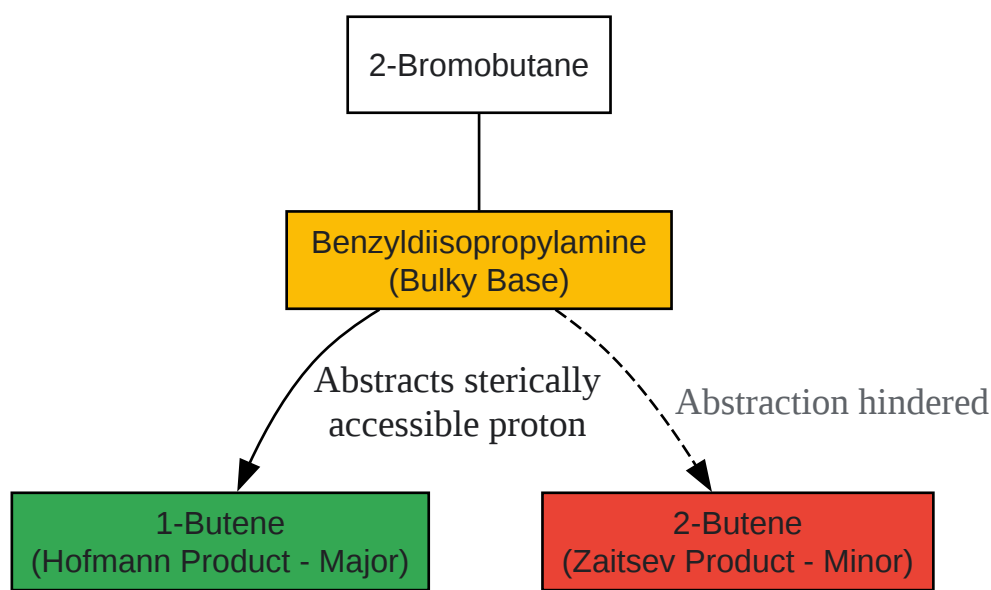 2-Bromobutane
Benzyldiisopropylamine
(Bulky Base)
Abstracts sterically
accessible proton
Abstraction hindered
1-Butene
(Hofmann Product - Major)
2-Butene
(Zaitsev Product - Minor)